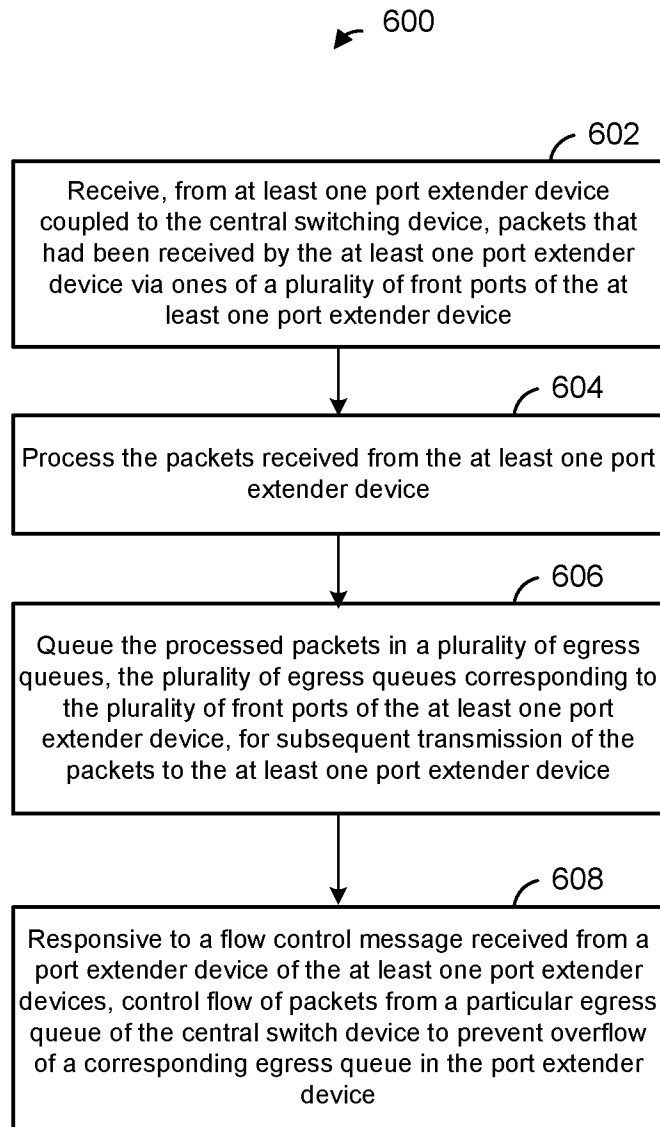 600
602
Receive, from at least one port extender device
coupled to the central switching device, packets that
had been received by the at least one port extender
device via ones of a plurality of front ports of the at
least one port extender device
604
Process the packets received from the at least one port
extender device
606
Queue the processed packets in a plurality of egress
queues, the plurality of egress queues corresponding to
the plurality of front ports of the at least one port
extender device, for subsequent transmission of the
packets to the at least one port extender device
608
Responsive to a flow control message received from a
port extender device of the at least one port extender
devices, control flow of packets from a particular egress
queue of the central switch device to prevent overflow
of a corresponding egress queue in the port extender
device